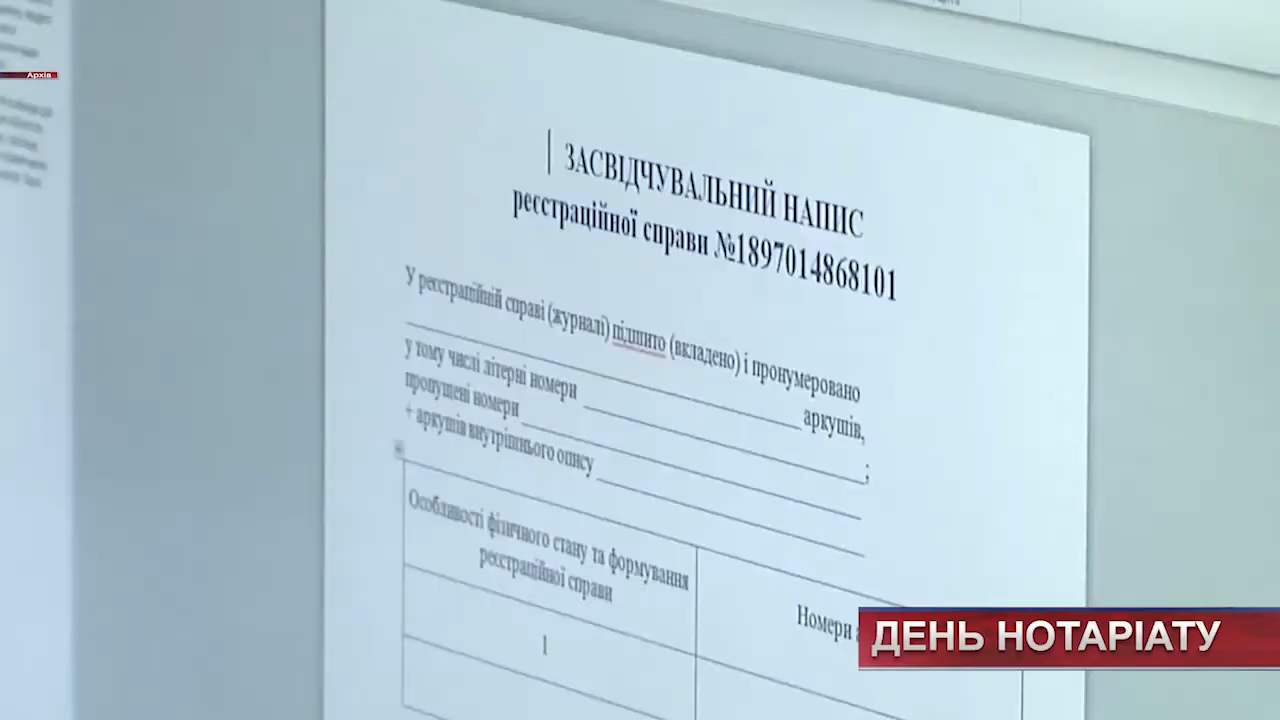 Архів
ЗАСВІДЧУВАЛЬНИЙ НАПИС
реєстраційної справи №1897014868101
У реєстраційній справі (журналі) підшито (вкладено) і пронумеровано
аркушів,
у тому числі літерні номери ;
пропущені номери
+ аркушів внутрішнього опису
Особливості фізичного стану та формування
реєстраційної справи
Номери
1
ДЕНЬ НОТАРІАТУ